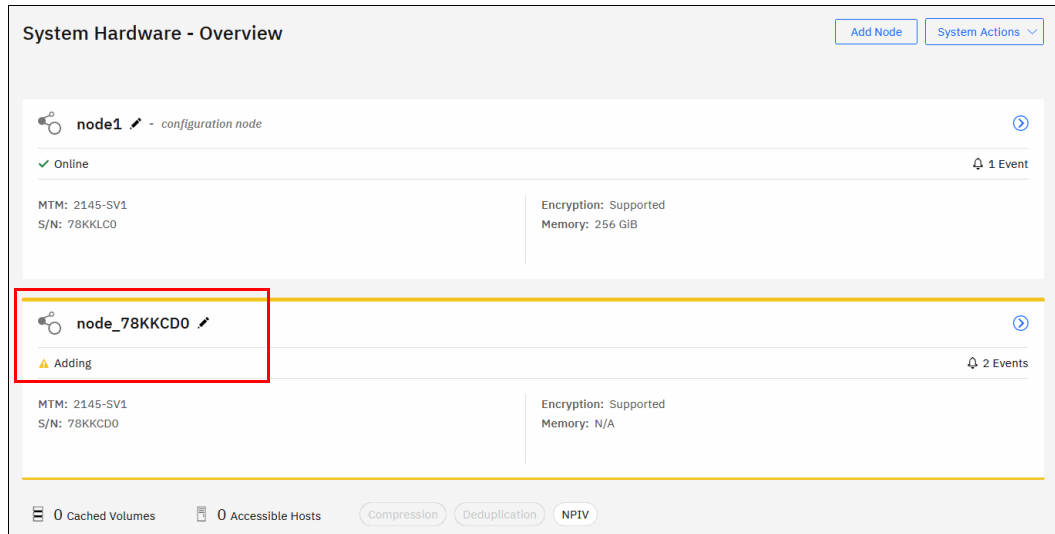 System Hardware - Overview
Add Node
System Actions
node1 - configuration node
Online
1 Event
MTM: 2145-SV1
Encryption: Supported
S/N: 78KKLC0
Memory: 256 GiB
node_78KKCD0
Adding
2 Events
MTM: 2145-SV1
Encryption: Supported
S/N: 78KKCD0
Memory: N/A
0 Cached Volumes
0 Accessible Hosts
Compression
Deduplication
NPIV